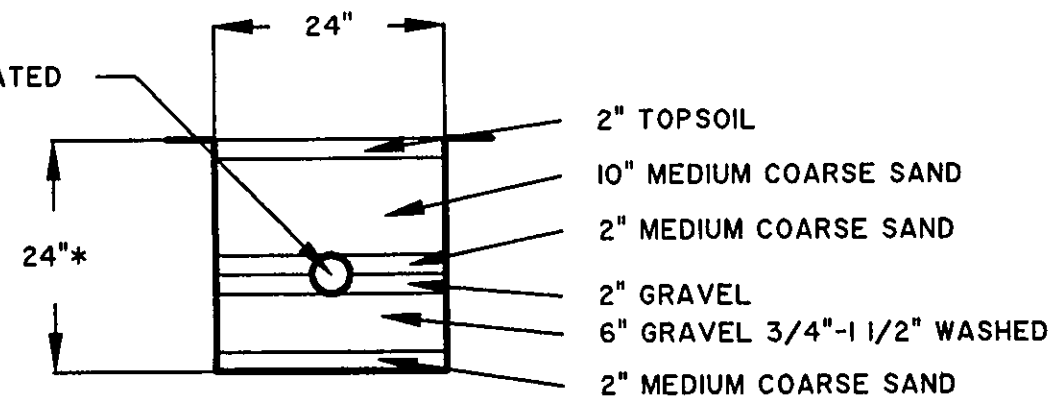 24"
ATED
2" TOPSOIL
10" MEDIUM COARSE SAND
2" MEDIUM COARSE SAND
24"*
2" GRAVEL
6" GRAVEL 3/4"-1 1/2" WASHED
2" MEDIUM COARSE SAND